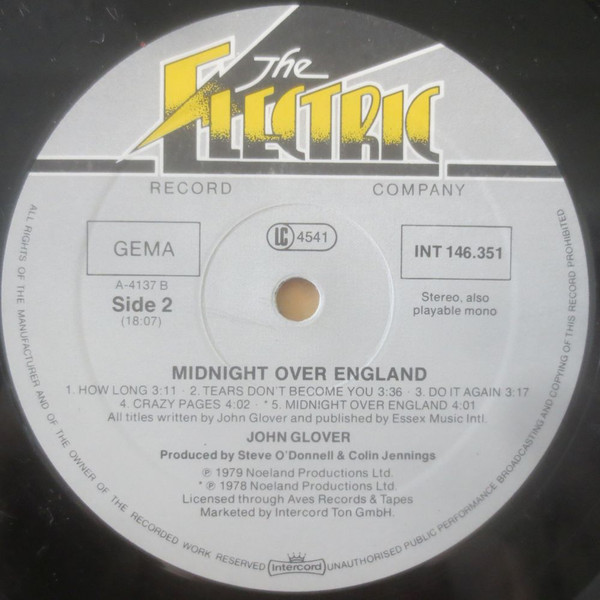 The
ELECTRIC
RECORD COMPANY
GEMA
LC 4541
INT 146.351
A-4137 B
Side 2
(18:07)
Stereo, also
playable mono
MIDNIGHT OVER ENGLAND
1. HOW LONG 3:11 · 2. TEARS DON'T BECOME YOU 3:36 · 3. DO IT AGAIN 3:17
4. CRAZY PAGES 4:02 · *5. MIDNIGHT OVER ENGLAND 4:01
All titles written by John Glover and published by Essex Music Intl.
JOHN GLOVER
Produced by Steve O'Donnell & Colin Jennings
℗ 1979 Noeland Productions Ltd.
* ℗ 1978 Noeland Productions Ltd.
Licensed through Aves Records & Tapes
Marketed by Intercord Ton GmbH.
ALL RIGHTS OF THE MANUFACTURER AND OF THE OWNER OF THE RECORDED WORK RESERVED
Intercord
UNAUTHORISED PUBLIC PERFORMANCE BROADCASTING AND COPYING OF THIS RECORD PROHIBITED